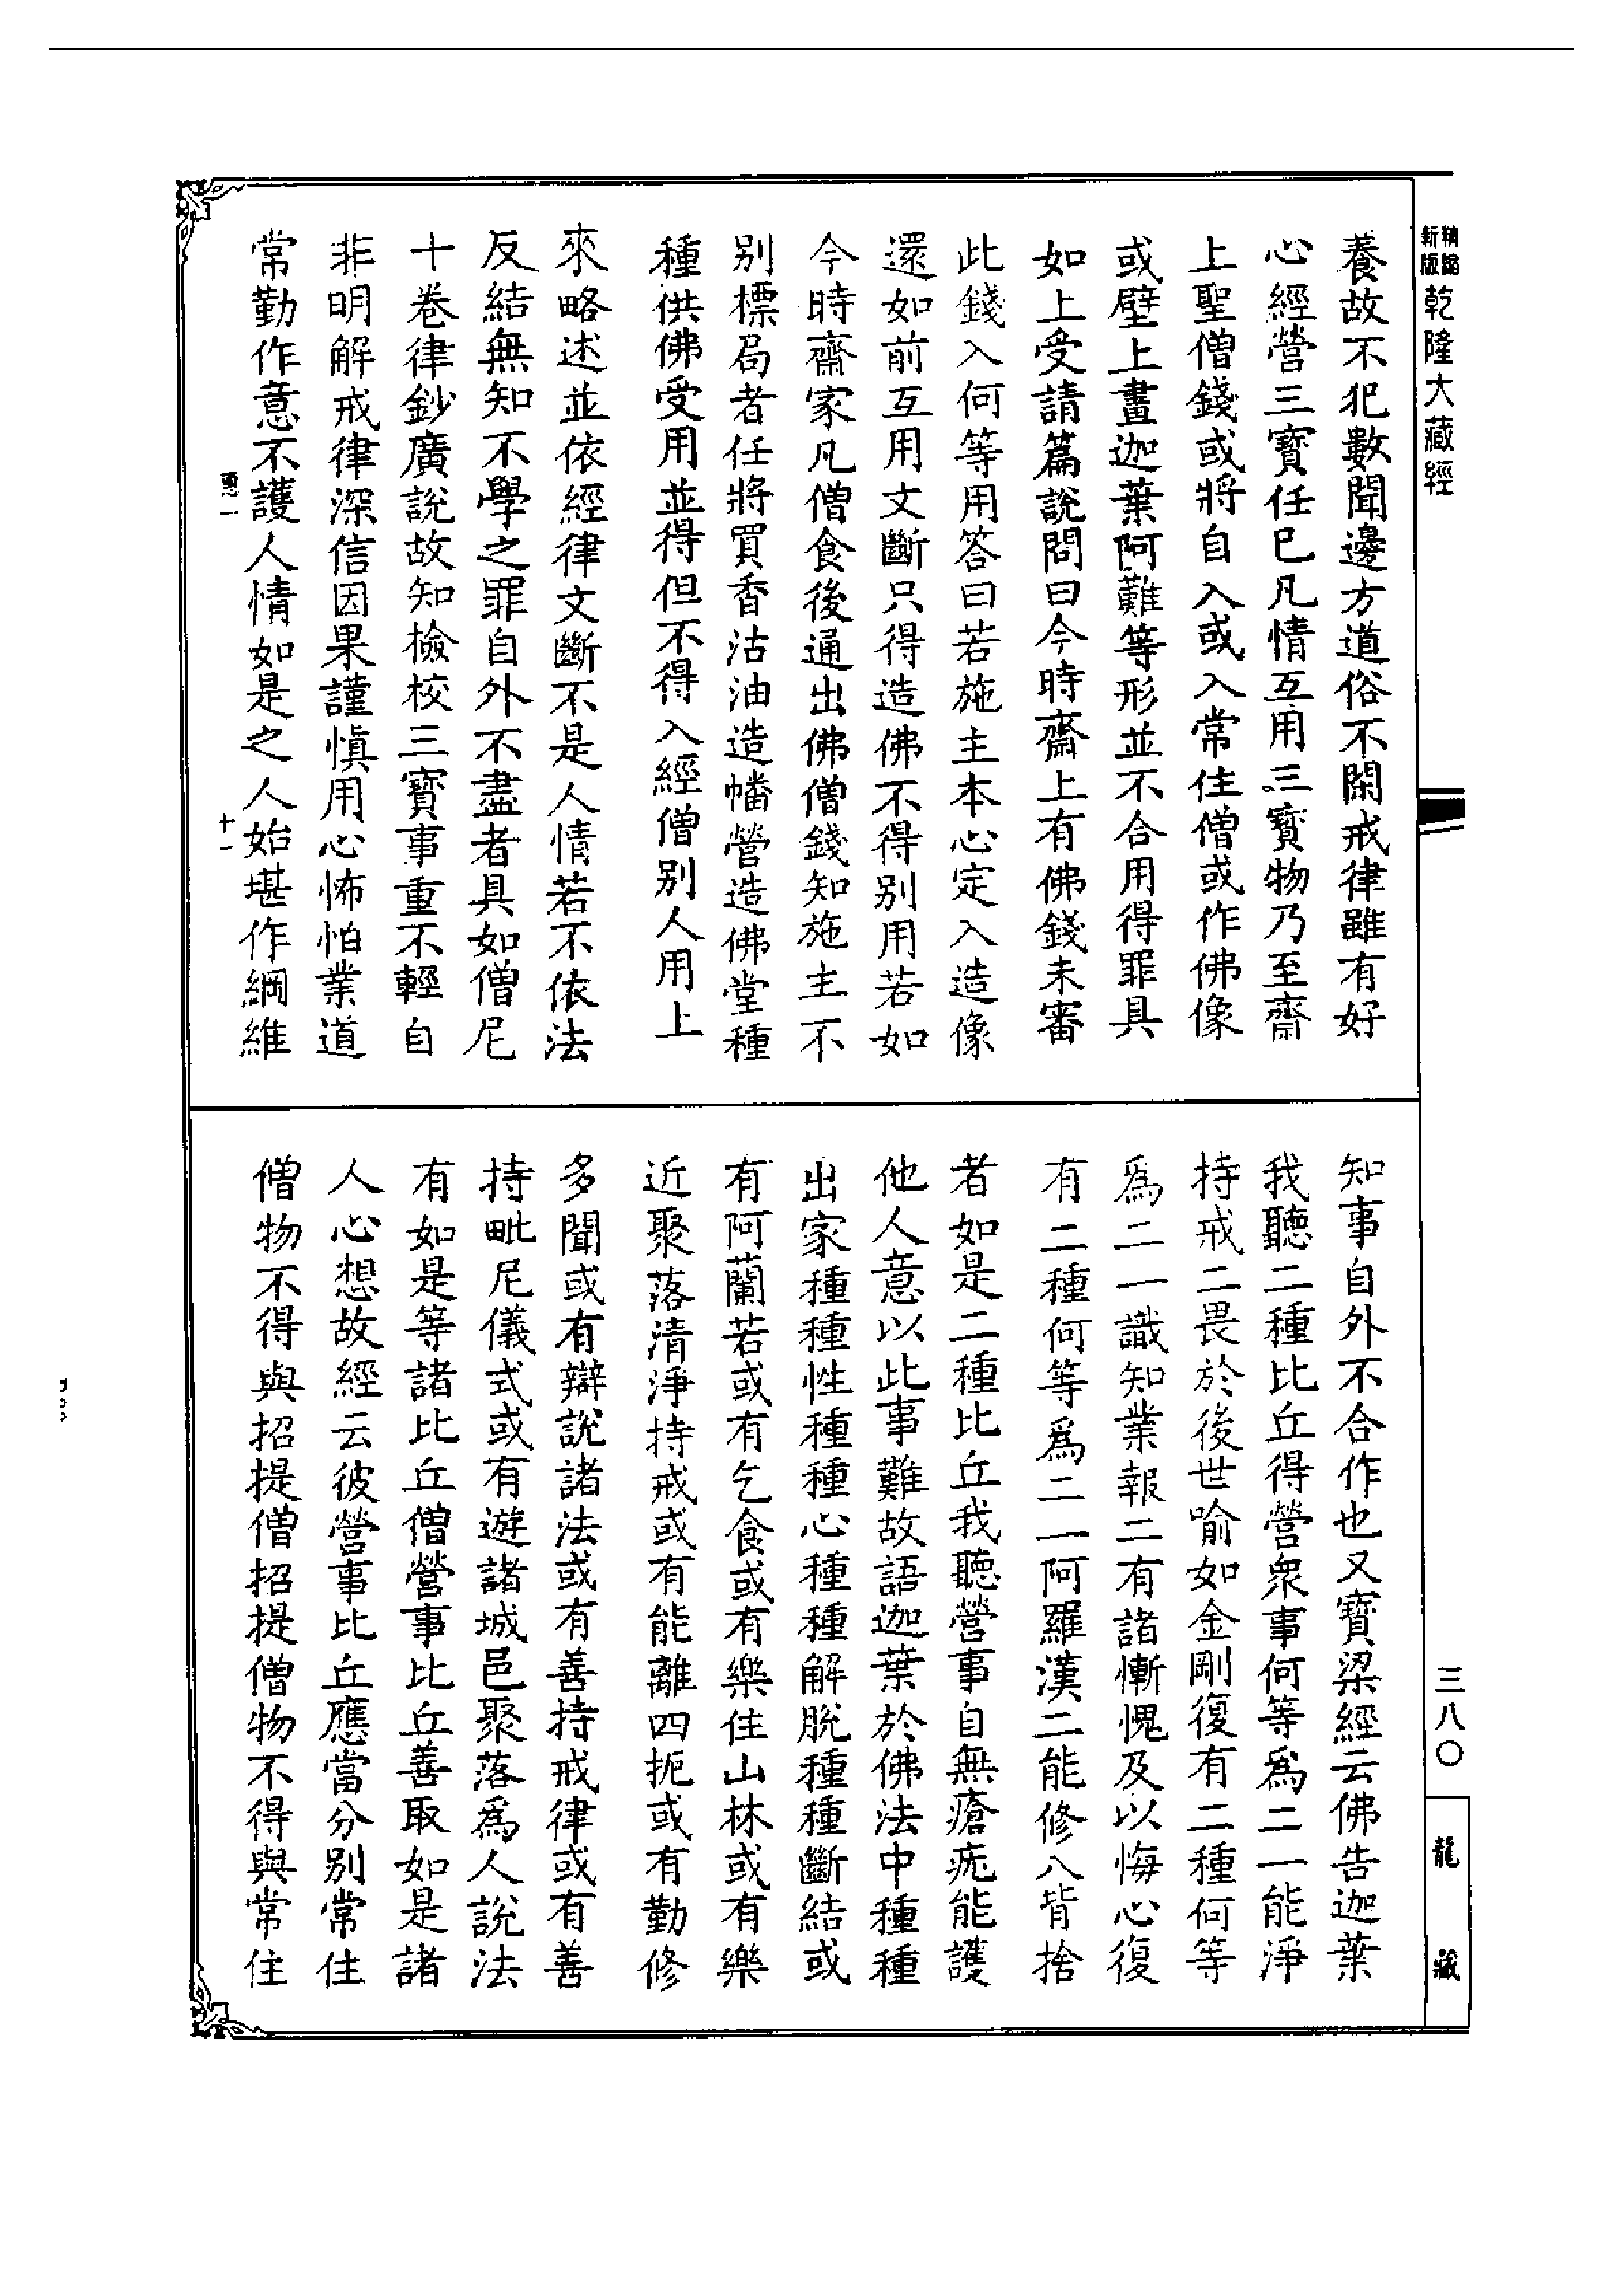 新版
精縮
乾隆大藏經
養故不犯數聞邊方道俗不閑戒律雖有好
心經營三寶任已凡情互用三寶物乃至齋
上聖僧錢或將自入或入常住僧或作佛像
或壁上畫迦葉阿難等形並不合用得罪具
如上受請篇說問曰今時齋上有佛錢未審
此錢入何等用答曰若施主本心定入造像
還如前互用文斷只得造佛不得別用若如
今時齋家凡僧食後通出佛僧錢知施主不
別標局者任將買香沽油造幡營造佛堂種
種供佛受用並得但不得入經僧別人用上
來略述並依經律文斷不是人情若不依法
反結無知不學之罪自外不盡者具如僧尼
十卷律鈔廣說故知檢校三寶事重不輕自
非明解戒律深信因果謹慎用心怖怕業道
常勤作意不護人情如是之人始堪作綱維
十一
知事自外不合作也又寶梁經云佛告迦葉
我聽二種比丘得營衆事何等爲二一能淨
持戒二畏於後世喻如金剛復有二種何等
爲二一識知業報二有諸慚愧及以悔心復
有二種何等爲二一阿羅漢二能修八背捨
者如是二種比丘我聽營事自無瘡疣能護
他人意以此事難故語迦葉於佛法中種種
出家種種性種種心種種解脫種種斷結或
有阿蘭若或有乞食或有樂住山林或有樂
近聚落清淨持戒或有能離四扼或有勤修
多聞或有辯說諸法或有善持戒律或有善
持毗尼儀式或有遊諸城邑聚落爲人說法
有如是等諸比丘僧營事比丘善取如是諸
人心想故經云彼營事比丘應當分別常住
僧物不得與招提僧招提僧物不得與常住
三八〇
龍藏